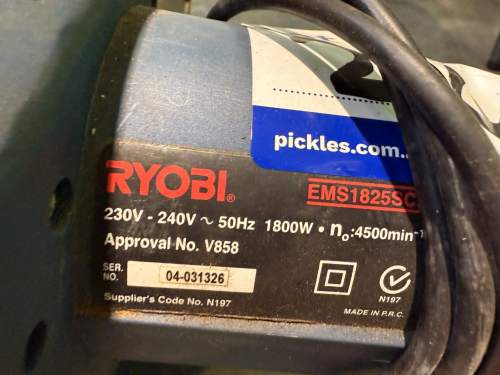 pickles.com.
RYOBI®
EMS1825SC
230V - 240V ~ 50Hz 1800W • no:4500min⁻¹
Approval No. V858
SER. NO. 04-031326
N197
Supplier's Code No. N197
MADE IN P.R.C.